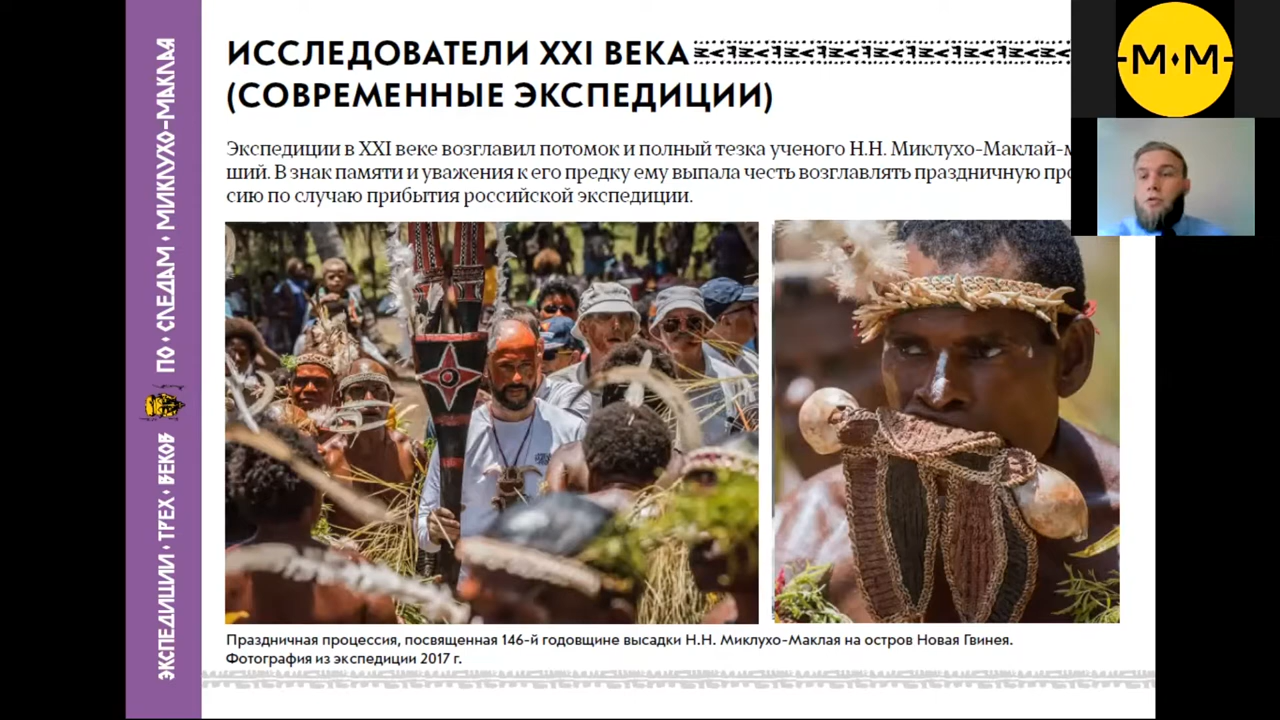 ИССЛЕДОВАТЕЛИ XXI ВЕКА
(СОВРЕМЕННЫЕ ЭКСПЕДИЦИИ)
Экспедиции в XXI веке возглавил потомок и полный тезка ученого Н.Н. Миклухо-Маклай-м
ший. В знак памяти и уважения к его предку ему выпала честь возглавлять праздничную про
сию по случаю прибытия российской экспедиции.
Праздничная процессия, посвященная 146-й годовщине высадки Н.Н. Миклухо-Маклая на остров Новая Гвинея.
Фотография из экспедиции 2017 г.
ЭКСПЕДИЦИИ·ТРЕХ·ВЕКОВ ПО·СЛЕДАМ·МИКЛУХО-МАКЛАЯ
-М·М-